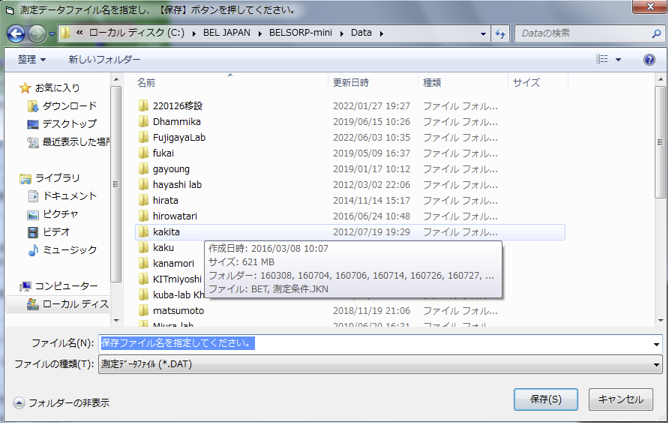 測定データファイル名を指定し、【保存】ボタンを押してください。
« ローカル ディスク (C:) ▸ BEL JAPAN ▸ BELSORP-mini ▸ Data ▸
Dataの検索
整理 新しいフォルダー
名前 更新日時 種類 サイズ
お気に入り
ダウンロード
デスクトップ
最近表示した場所
ライブラリ
ドキュメント
ピクチャ
ビデオ
ミュージック
コンピューター
ローカル ディス
220126移設 2022/01/27 19:27 ファイル フォル...
Dhammika 2019/06/15 10:26 ファイル フォル...
FujigayaLab 2022/06/03 10:35 ファイル フォル...
fukai 2019/05/09 16:37 ファイル フォル...
gayoung 2019/01/17 10:12 ファイル フォル...
hayashi lab 2012/03/02 22:06 ファイル フォル...
hirata 2014/11/14 15:17 ファイル フォル...
hirowatari 2016/06/24 10:48 ファイル フォル...
kakita 2012/07/19 19:29 ファイル フォル...
kaku
kanamori
KITmiyoshi
kuba-lab Kh
matsumoto 2018/11/19 21:06 ファイル フォル...
Miura lab 2019/06/20 16:31 ファイル フォル...
作成日時: 2016/03/08 10:07
サイズ: 621 MB
フォルダー: 160308, 160704, 160706, 160714, 160726, 160727, ...
ファイル: BET, 測定条件.JKN
ファイル名(N): 保存ファイル名を指定してください。
ファイルの種類(T): 測定ﾃﾞｰﾀﾌｧｲﾙ (*.DAT)
フォルダーの非表示
保存(S) キャンセル